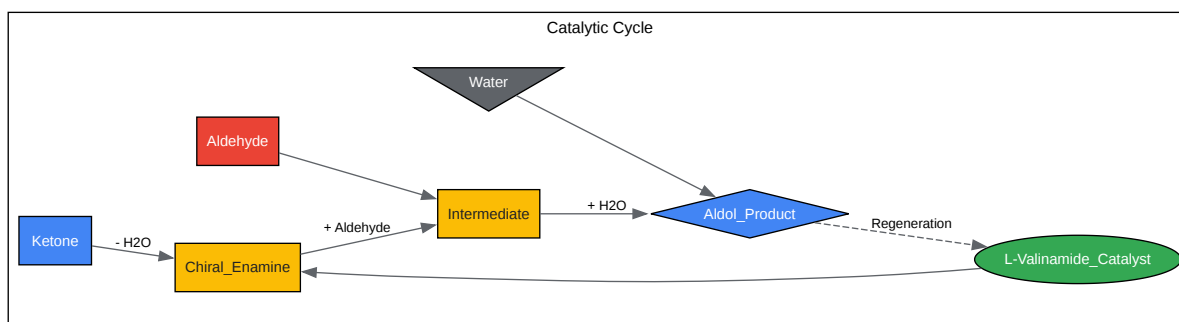 Catalytic Cycle
Water
Aldehyde
Intermediate
+ H2O
Aldol_Product
Regeneration
+ Aldehyde
Ketone
- H2O
Chiral_Enamine
L-Valinamide_Catalyst